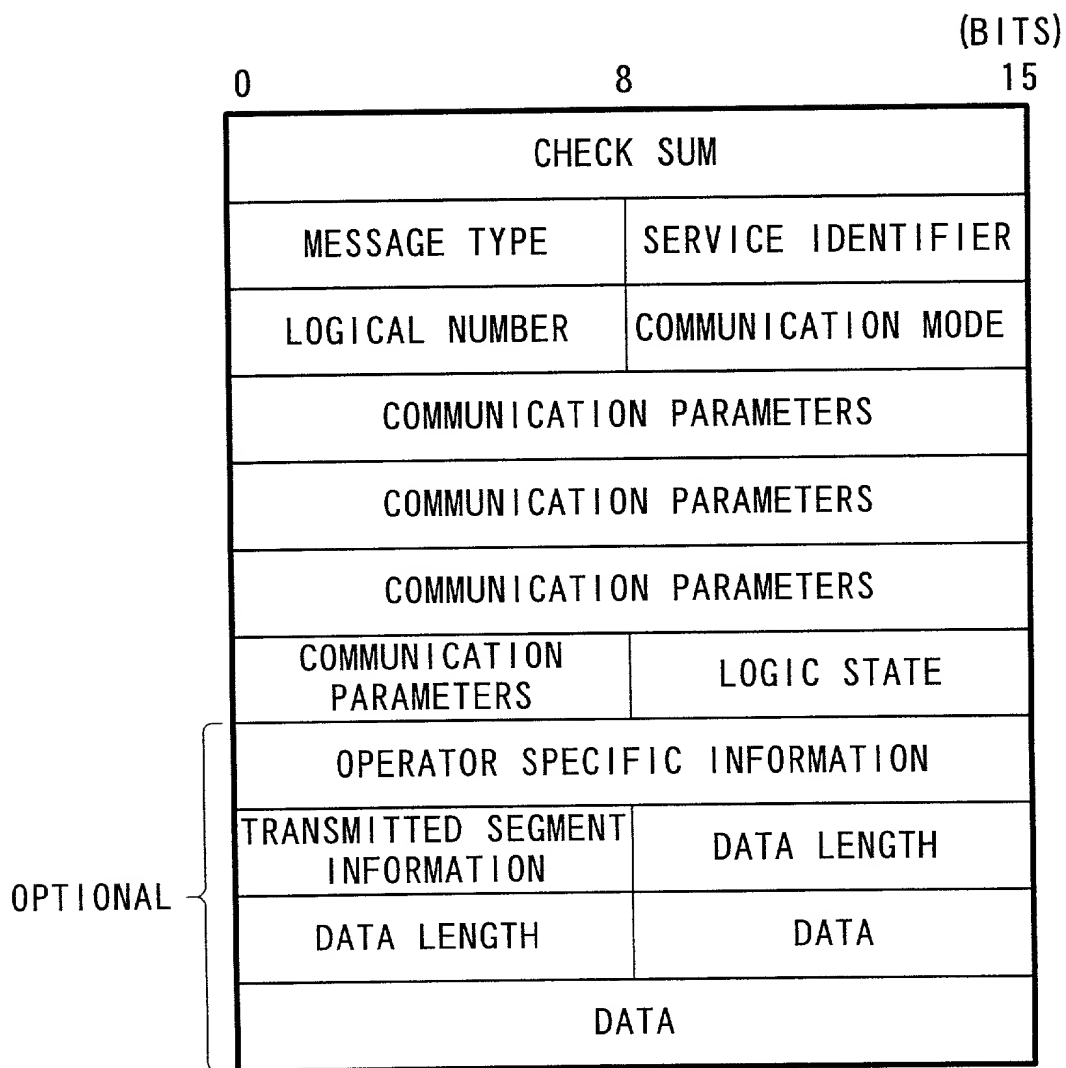 (BITS)
0 8 15
CHECK SUM
MESSAGE TYPE SERVICE IDENTIFIER
LOGICAL NUMBER COMMUNICATION MODE
COMMUNICATION PARAMETERS
COMMUNICATION PARAMETERS
COMMUNICATION PARAMETERS
COMMUNICATION
PARAMETERS
LOGIC STATE
OPERATOR SPECIFIC INFORMATION
TRANSMITTED SEGMENT
INFORMATION
DATA LENGTH
OPTIONAL
DATA LENGTH DATA
DATA